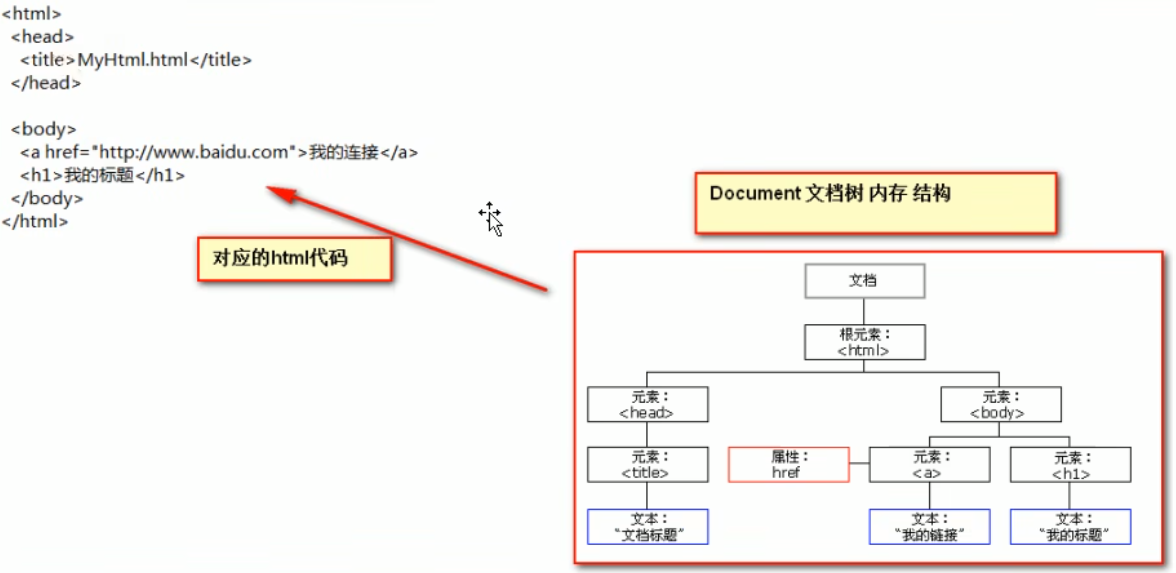 <html>
<head>
<title>MyHtml.html</title>
</head>
<body>
<a href="http://www.baidu.com">我的连接</a>
<h1>我的标题</h1>
</body>
</html>
对应的html代码
Document 文档树 内存 结构
文档
根元素：
<html>
元素：
<head>
元素：
<body>
元素：
<title>
属性：
href
元素：
<a>
元素：
<h1>
文本：
“文档标题”
文本：
“我的链接”
文本：
“我的标题”